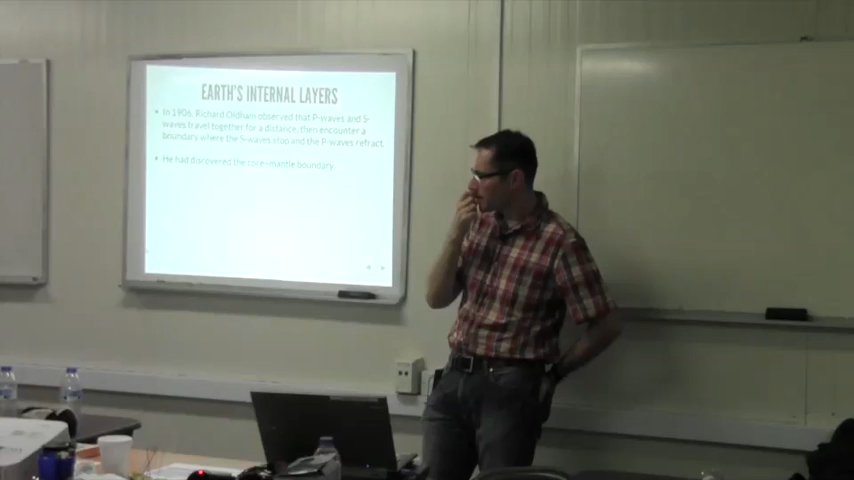 EARTH'S INTERNAL LAYERS
• In 1906, Richard Oldham observed that P-waves and S-
waves travel together for a distance, then encounter a
boundary where the S-waves stop and the P-waves refract.
• He had discovered the core-mantle boundary.